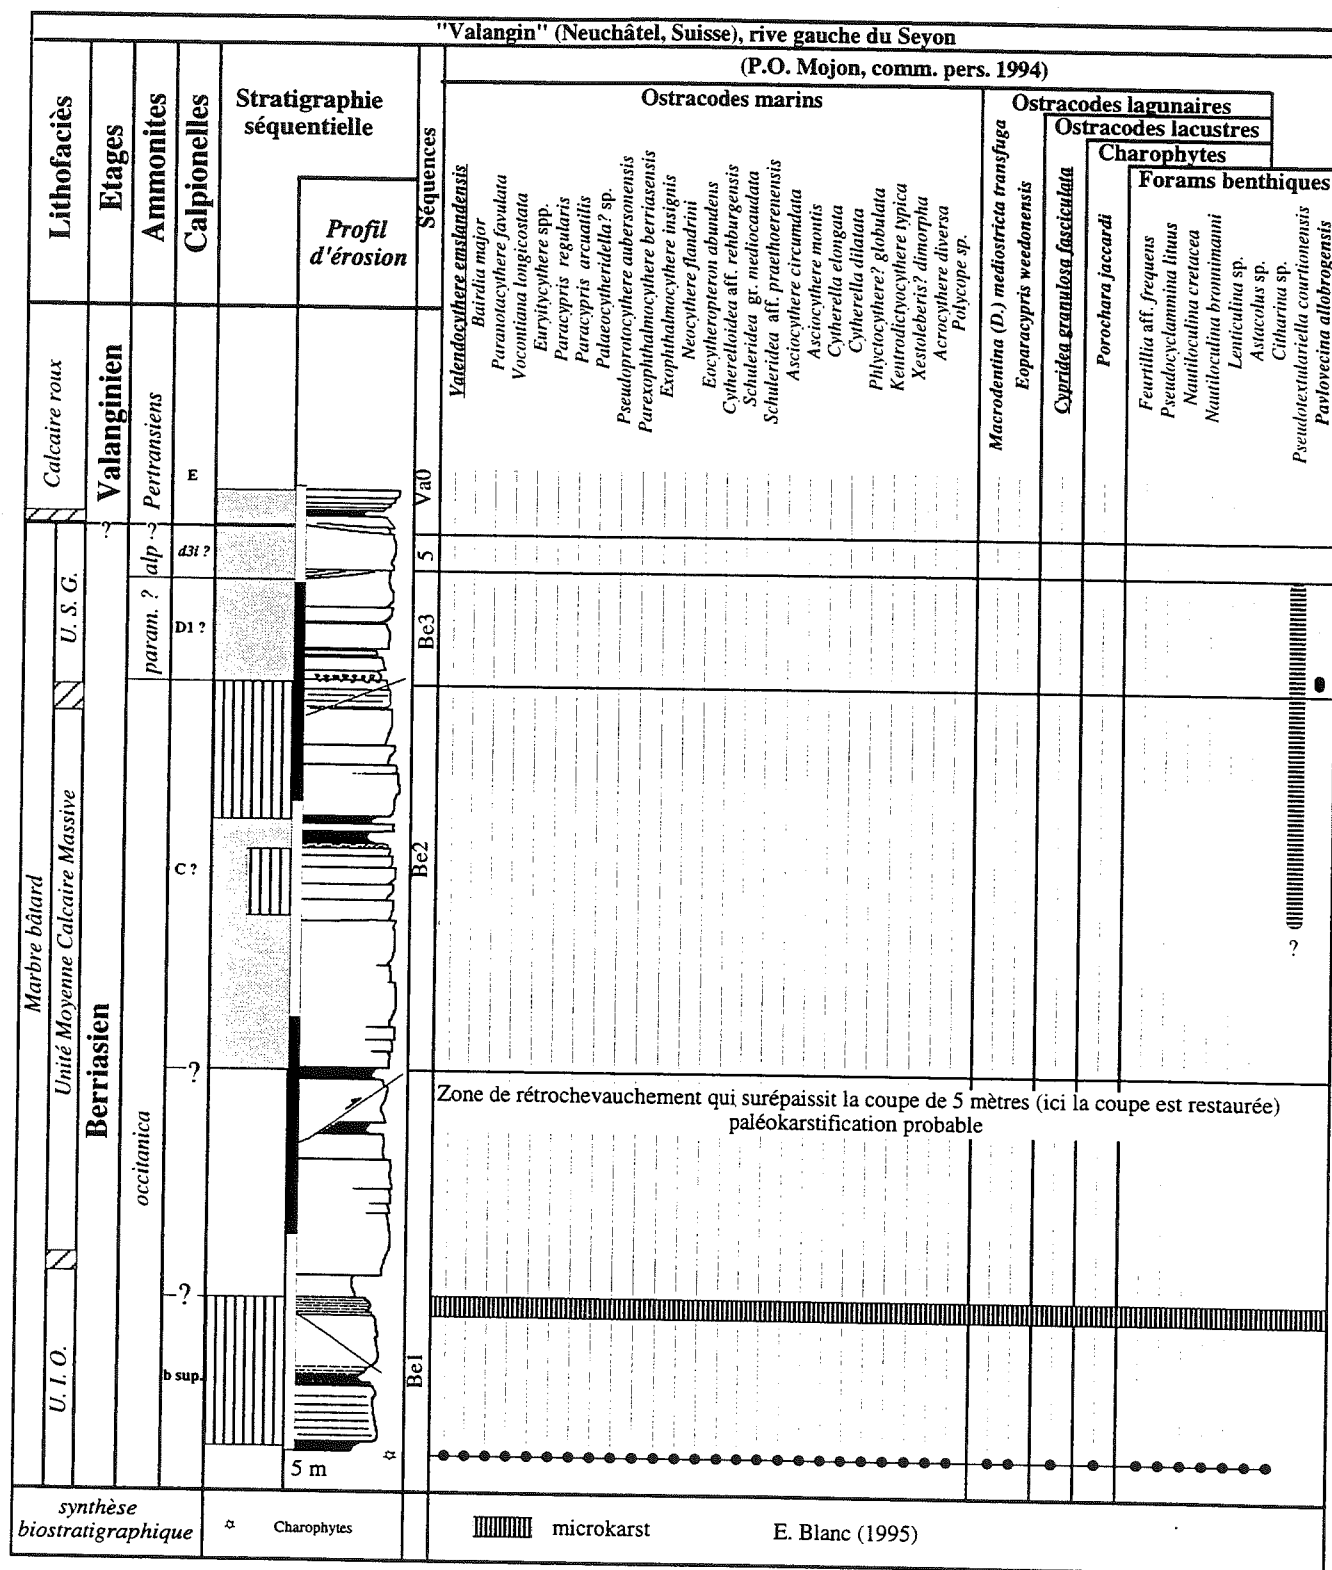 "Valangin" (Neuchâtel, Suisse), rive gauche du Seyon
(P.O. Mojon, comm. pers. 1994)
Lithofaciès
Etages
Ammonites
Calpionelles
Stratigraphie
séquentielle
Profil
d'érosion
Séquences
Ostracodes marins
Ostracodes lagunaires
Ostracodes lacustres
Charophytes
Forams benthiques
Valendocythere emslandensis
Bairdia major
Paranotacythere favulata
Vocontiana longicostata
Euryitycythere spp.
Paracypris regularis
Paracypris arcuatilis
Palaeocytheridella? sp.
Pseudoprotocythere aubersonensis
Parexophthalmocythere berriasensis
Exophthalmocythere insignis
Neocythere flandrini
Eocytheropteron abundens
Cytherelloidea aff. rehburgensis
Schuleridea gr. mediocaudata
Schuleridea aff. praethoerenensis
Asciocythere circumdata
Asciocythere montis
Cytherella elongata
Cytherella dilatata
Phlyctocythere? globulata
Kentrodictyocythere typica
Xestoleberis? dimorpha
Acrocythere diversa
Polycope sp.
Macrodentina (D.) mediostricta transfuga
Eoparacypris weedonensis
Cypridea granulosa fasciculata
Porochara jaccardi
Feurtillia aff. frequens
Pseudocyclammina lituus
Nautiloculina cretacea
Nautiloculina bronnimanni
Lenticulina sp.
Astacolus sp.
Citharina sp.
Pseudotextulariella courtionensis
Pavlovecina allobrogensis
Calcaire roux
Valanginien
Pertransiens
E
Va0
?
alp ·?
d3i ?
5
U. S. G.
param. ?
D1 ?
Be3
Marbre bâtard
Unité Moyenne Calcaire Massive
Berriasien
C ?
Be2
?
?
occitanica
Zone de rétrochevauchement qui surépaissit la coupe de 5 mètres (ici la coupe est restaurée)
paléokarstification probable
?
U. I. O.
b sup.
Be1
5 m
synthèse
biostratigraphique
Charophytes
microkarst
E. Blanc (1995)